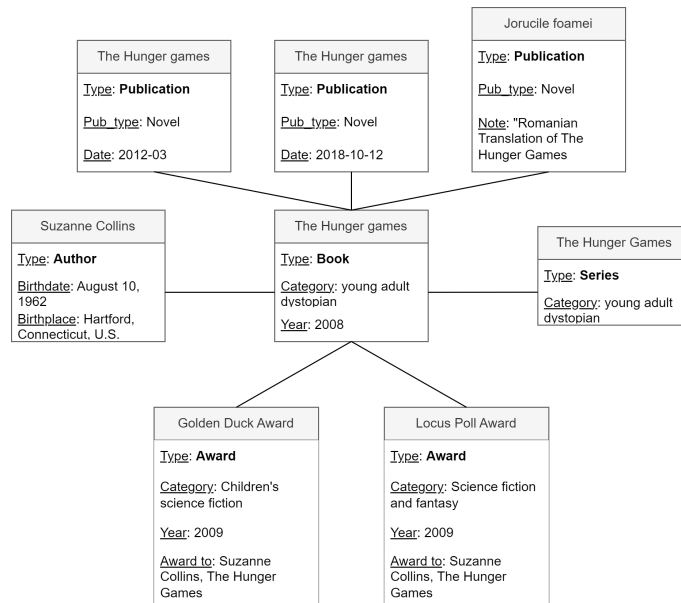 Jorucile foamei
Type: Publication
Pub_type: Novel
Note: "Romanian
Translation of The
Hunger Games
The Hunger games
Type: Publication
Pub_type: Novel
Date: 2012-03
The Hunger games
Type: Publication
Pub_type: Novel
Date: 2018-10-12
Suzanne Collins
Type: Author
Birthdate: August 10,
1962
Birthplace: Hartford,
Connecticut, U.S.
The Hunger games
Type: Book
Category: young adult
dystopian
Year: 2008
The Hunger Games
Type: Series
Category: young adult
dystopian
Golden Duck Award
Type: Award
Category: Children's
science fiction
Year: 2009
Award to: Suzanne
Collins, The Hunger
Games
Locus Poll Award
Type: Award
Category: Science fiction
and fantasy
Year: 2009
Award to: Suzanne
Collins, The Hunger
Games